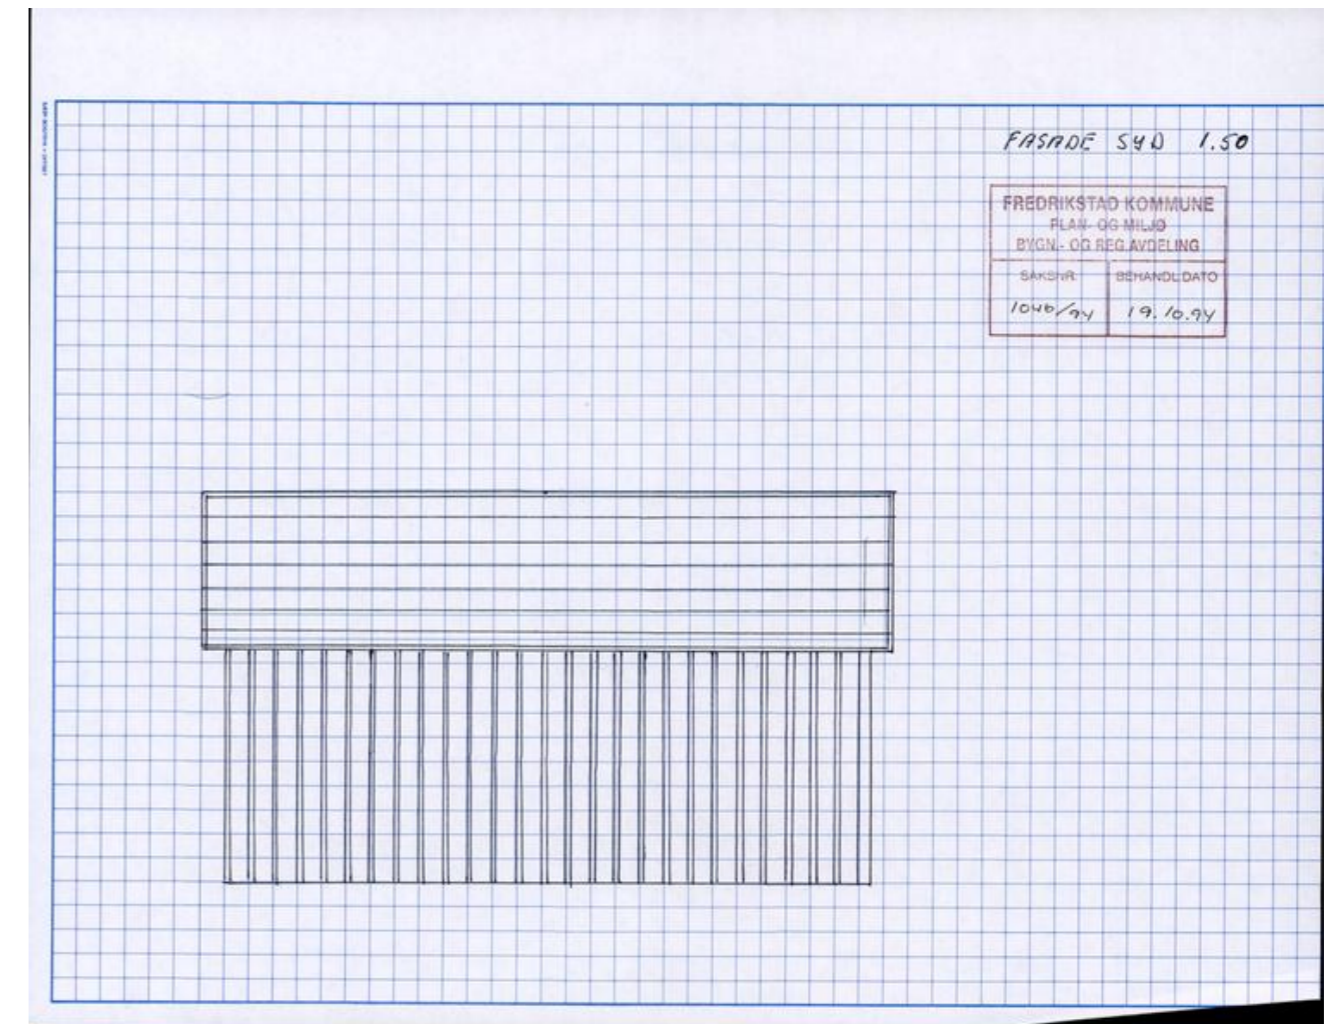 FASADE SYD 1.50
FREDRIKSTAD KOMMUNE
PLAN- OG MILJØ
BYGN.- OG REG.AVDELING
SAKSNR. BEHANDL.DATO
1046/94 19.10.94